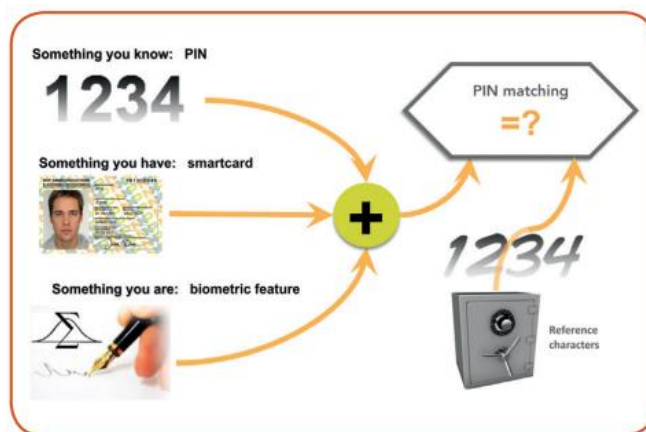 Something you know: PIN
1234
PIN matching
=?
Something you have: smartcard
+
1234
Something you are: biometric feature
Σ
Reference
characters